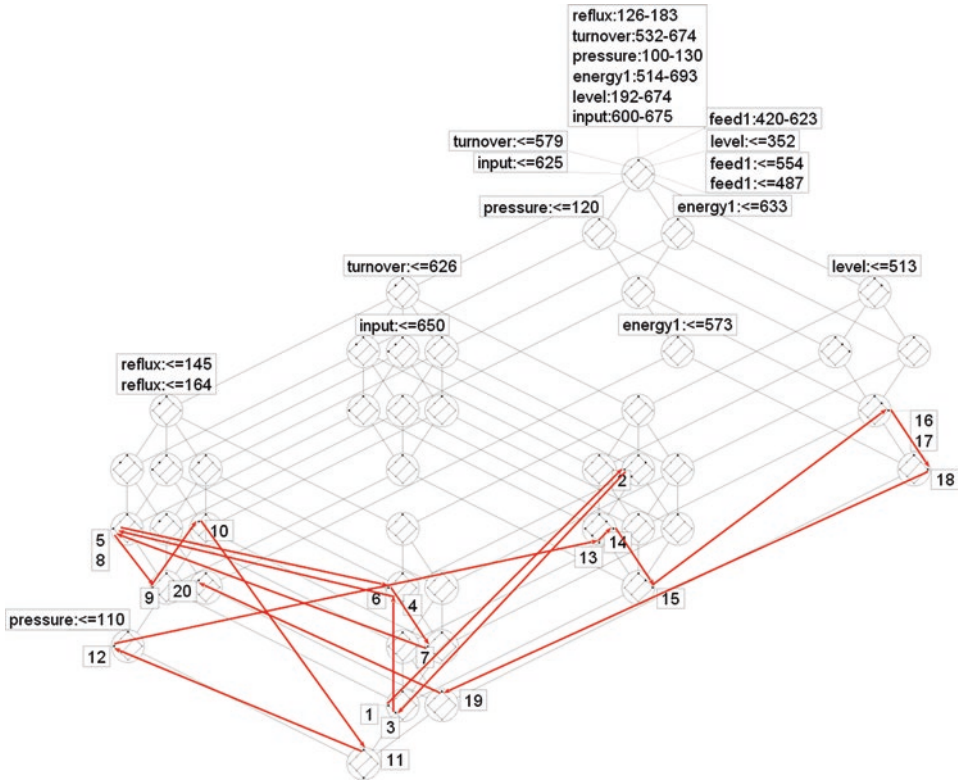 reflux:126-183
turnover:532-674
pressure:100-130
energy1:514-693
level:192-674
input:600-675
feed1:420-623
turnover:<=579
level:<=352
input:<=625
feed1:<=554
feed1:<=487
pressure:<=120
energy1:<=633
turnover:<=626
level:<=513
input:<=650
energy1:<=573
reflux:<=145
reflux:<=164
16
17
2
18
10
5
8
14
13
9
20
6
4
15
pressure:<=110
12
7
19
1
3
11